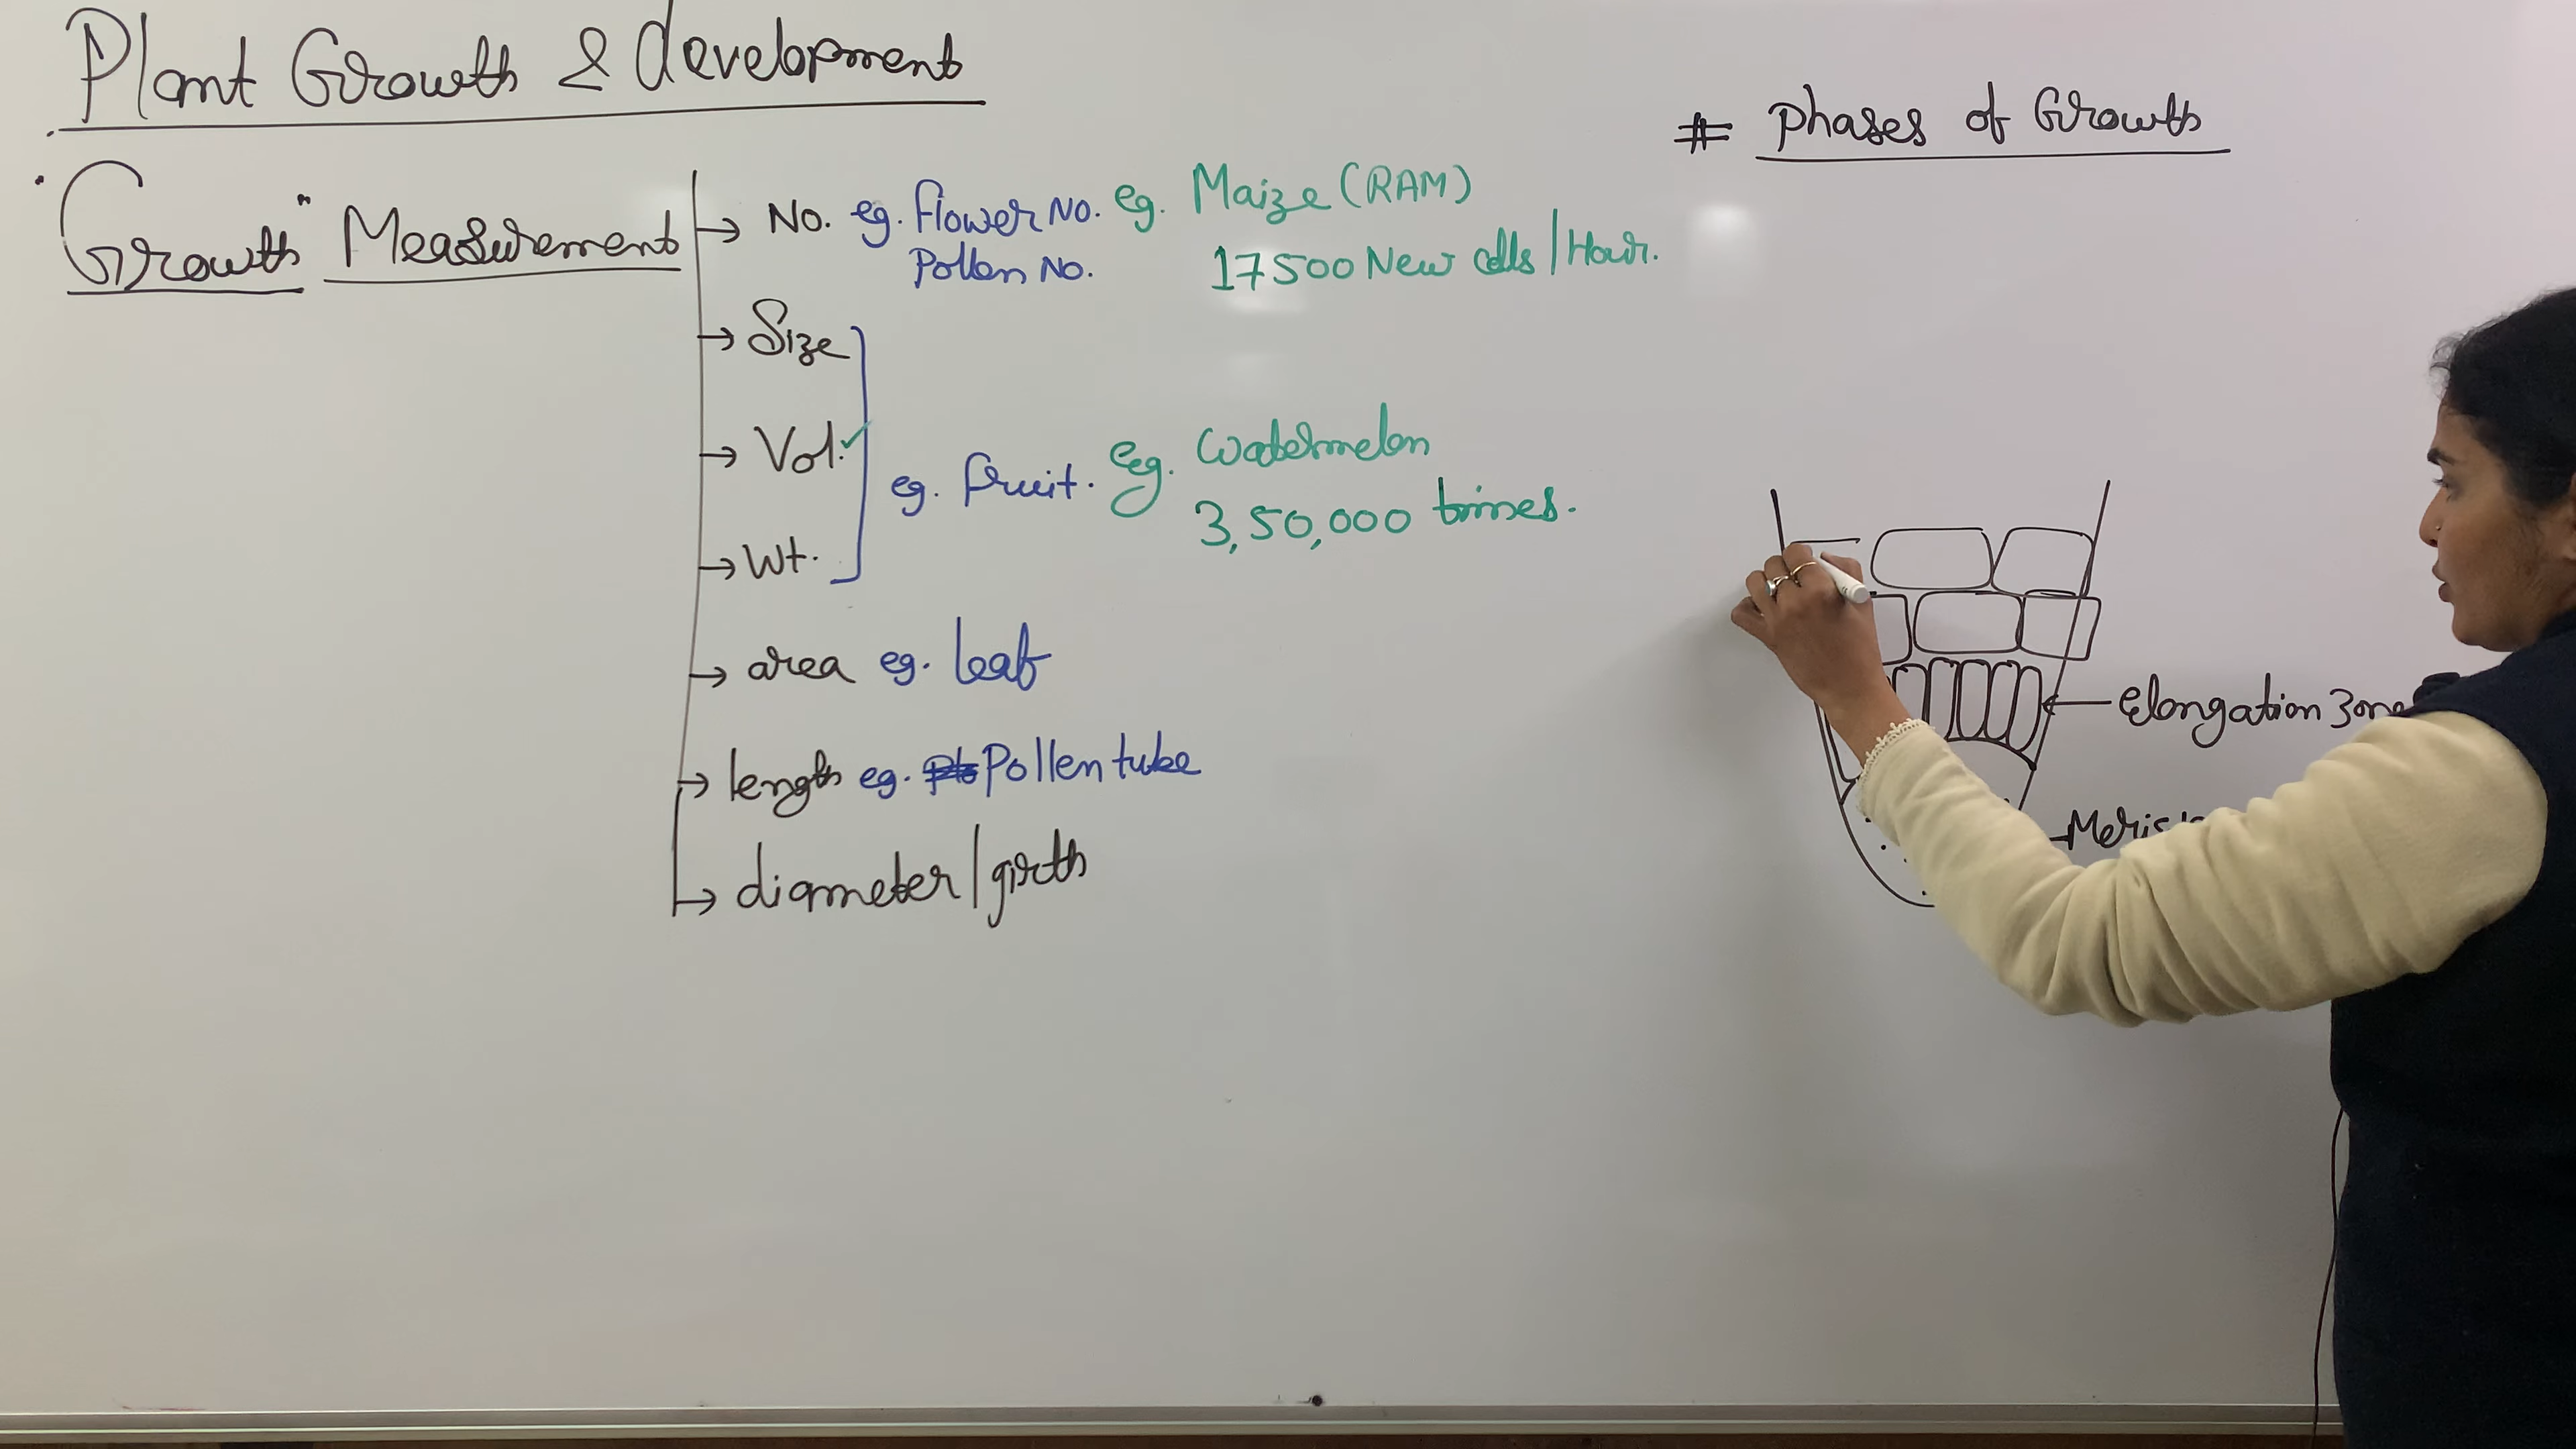 Plant Growth & development
"Growth" Measurement
→ No. eg. flower No. eg. Maize (RAM)
Pollen No. 17500 New cells / Hour.
→ Size
→ Vol.✓
eg. fruit. Eg. Watermelon
3,50,000 times.
→ Wt.
→ area eg. leaf
→ length eg. Pollen tube
→ diameter / girth
# Phases of Growth
Elongation Zone